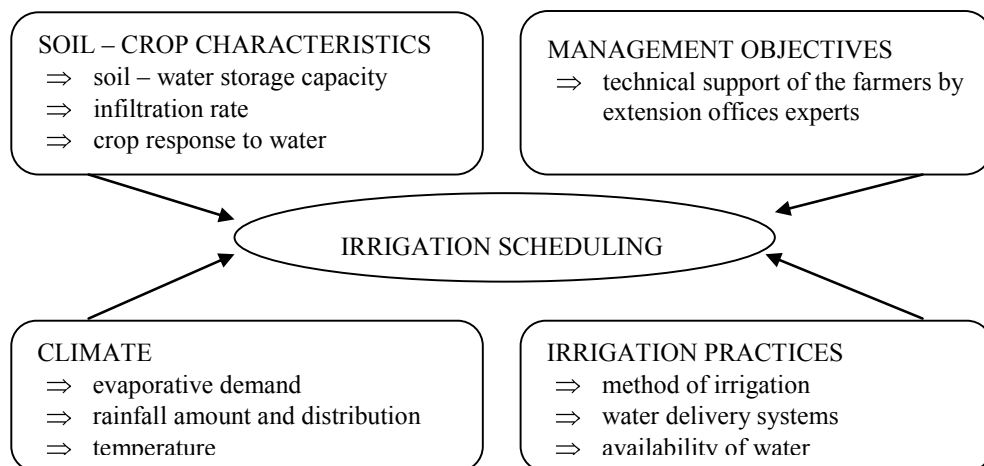 SOIL – CROP CHARACTERISTICS
⇒ soil – water storage capacity
⇒ infiltration rate
⇒ crop response to water
MANAGEMENT OBJECTIVES
⇒ technical support of the farmers by
extension offices experts
IRRIGATION SCHEDULING
CLIMATE
⇒ evaporative demand
⇒ rainfall amount and distribution
⇒ temperature
IRRIGATION PRACTICES
⇒ method of irrigation
⇒ water delivery systems
⇒ availability of water